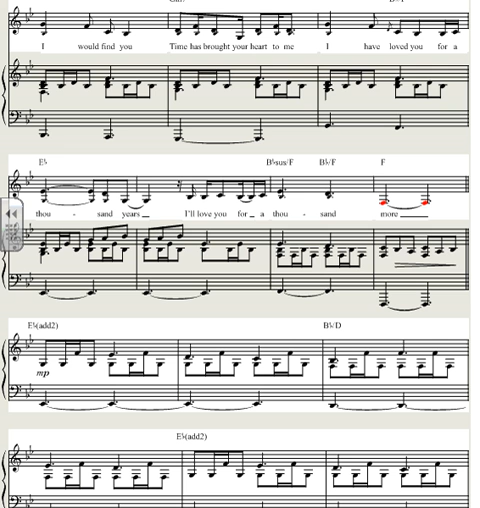 I would find you Time has brought your heart to me I have loved you for a
E♭ B♭sus/F B♭/F F
thou - sand years I'll love you for a thou - sand more
E♭(add2) B♭/D
mp
E♭(add2)